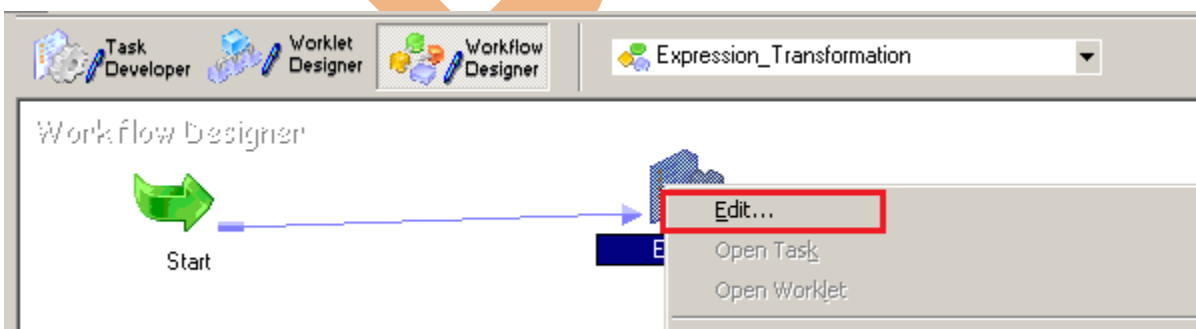 Task Developer
Worklet Designer
Workflow Designer
Expression_Transformation
Workflow Designer
Start
E
Edit...
Open Task
Open Worklet